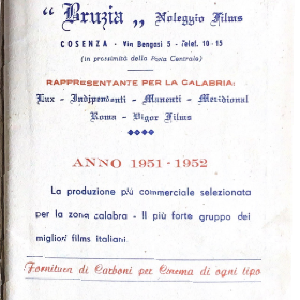 “ Bruzia „ Noleggio Films
COSENZA - Via Bengasi 5 - Telef. 10-15
(in prossimità della Posta Centrale)
RAPPRESENTANTE PER LA CALABRIA:
Lux - Indipendenti - Manenti - Meridional
Roma - Vigor Films
ANNO 1951 - 1952
La produzione più commerciale selezionata
per la zona calabra - Il più forte gruppo dei
migliori films italiani.
Fornitura di Carboni per Cinema di ogni tipo